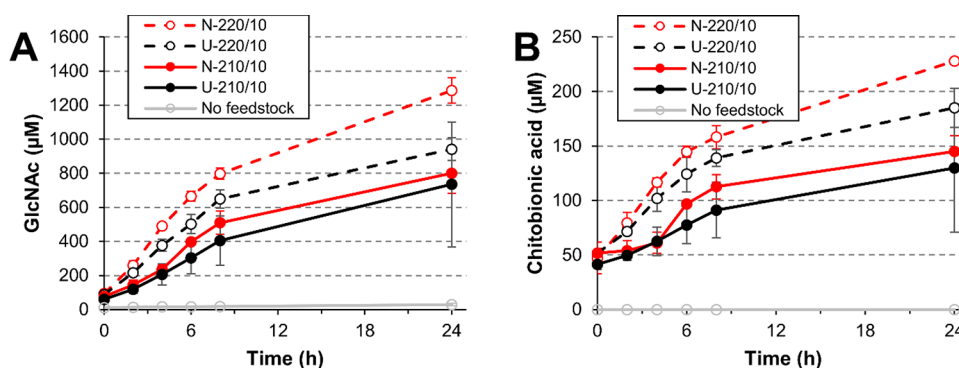 A
GlcNAc (µM)
1600
1400
1200
1000
800
600
400
200
0
0 6 12 18 24
Time (h)
N-220/10
U-220/10
N-210/10
U-210/10
No feedstock
B
Chitobionic acid (µM)
250
200
150
100
50
0
0 6 12 18 24
Time (h)
N-220/10
U-220/10
N-210/10
U-210/10
No feedstock